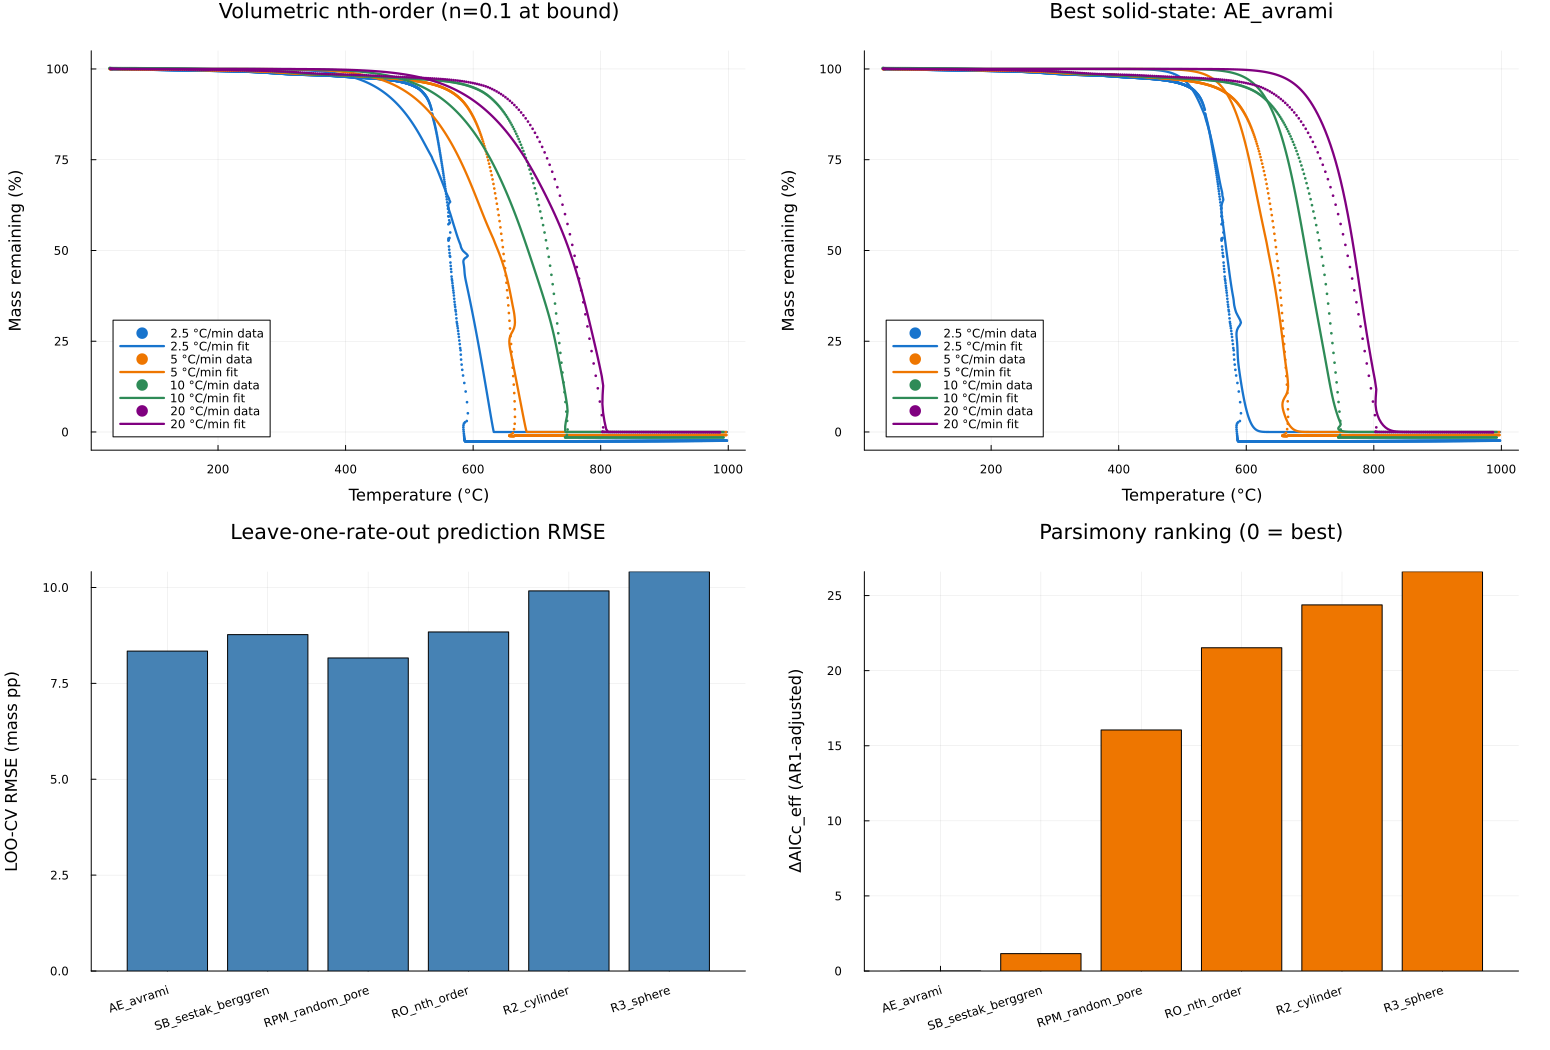 Volumetric nth-order (n=0.1 at bound)
Mass remaining (%)
100
75
50
25
0
2.5 °C/min data
2.5 °C/min fit
5 °C/min data
5 °C/min fit
10 °C/min data
10 °C/min fit
20 °C/min data
20 °C/min fit
200 400 600 800 1000
Temperature (°C)
Best solid-state: AE_avrami
Mass remaining (%)
100
75
50
25
0
2.5 °C/min data
2.5 °C/min fit
5 °C/min data
5 °C/min fit
10 °C/min data
10 °C/min fit
20 °C/min data
20 °C/min fit
200 400 600 800 1000
Temperature (°C)
Leave-one-rate-out prediction RMSE
LOO-CV RMSE (mass pp)
10.0
7.5
5.0
2.5
0.0
AE_avrami SB_sestak_berggren RPM_random_pore RO_nth_order R2_cylinder R3_sphere
Parsimony ranking (0 = best)
ΔAICc_eff (AR1-adjusted)
25
20
15
10
5
0
AE_avrami SB_sestak_berggren RPM_random_pore RO_nth_order R2_cylinder R3_sphere